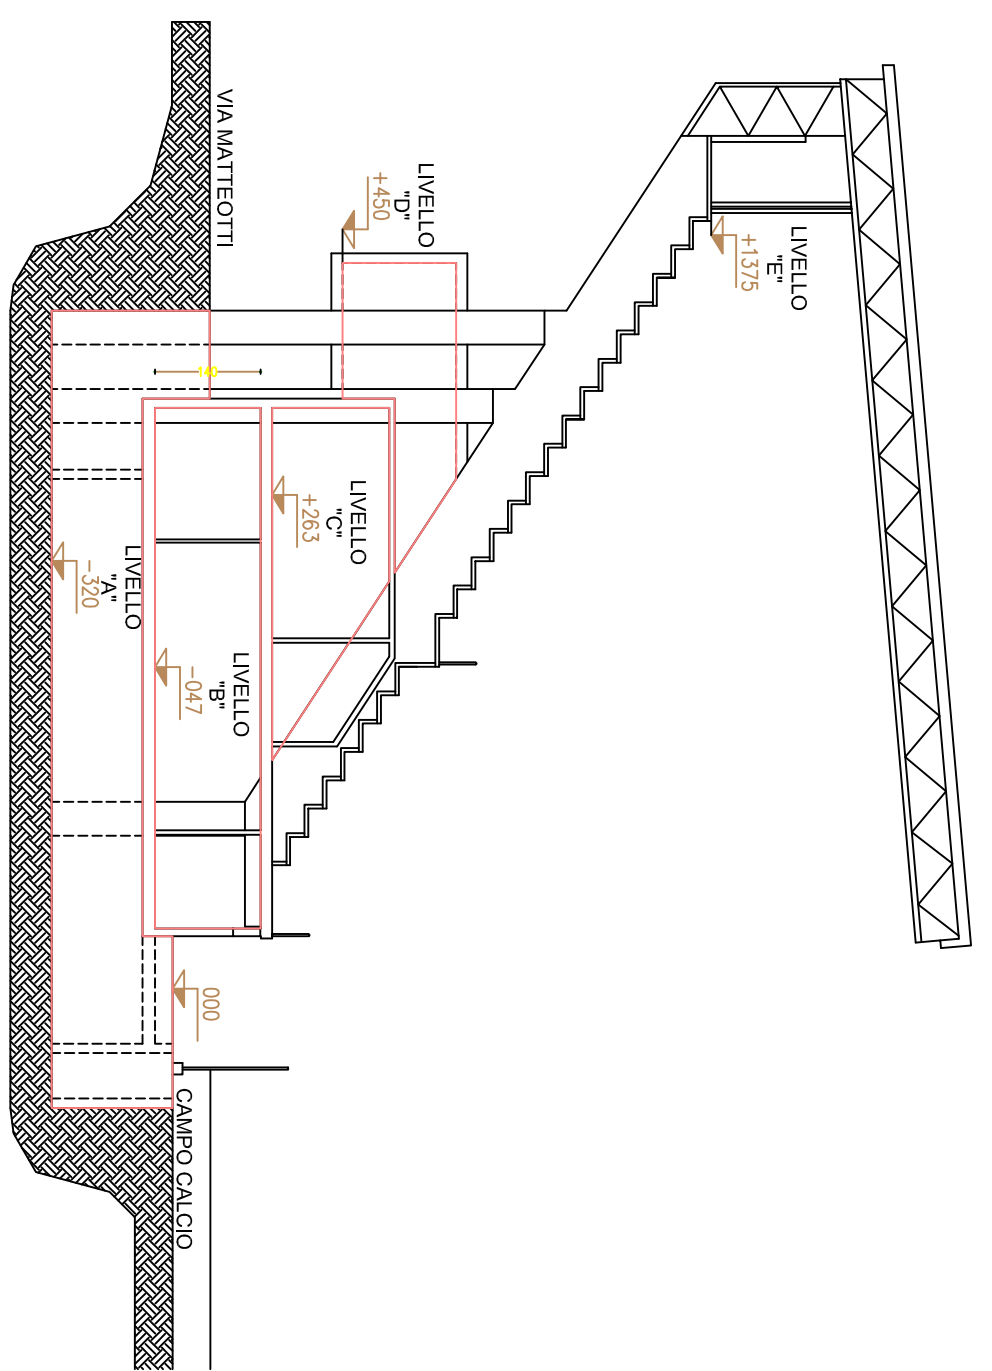 LIVELLO
"E"
+1375
LIVELLO
"D"
+450
VIA MATTEOTTI
140
LIVELLO
"C"
+263
LIVELLO
"A"
-320
LIVELLO
"B"
-047
000
CAMPO CALCIO